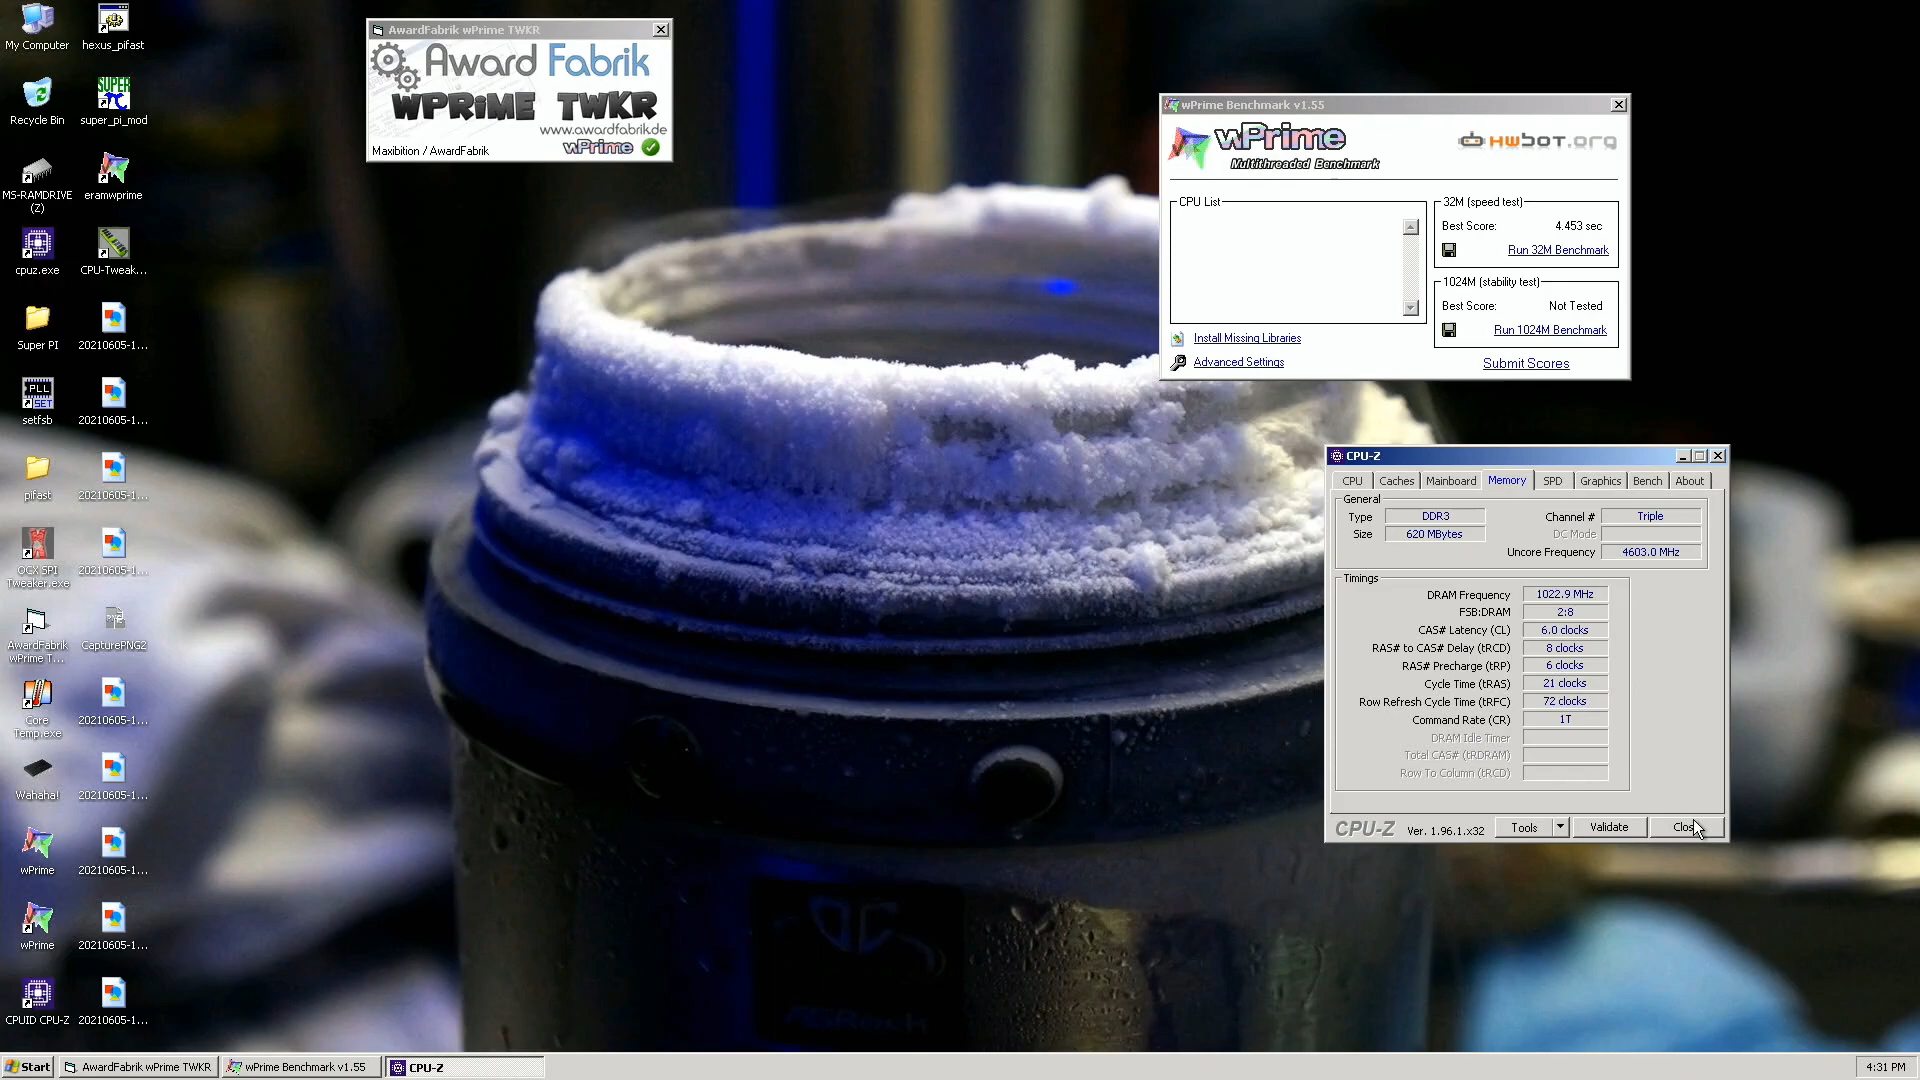 My Computer
hexus_pifast
Recycle Bin
super_pi_mod
SUPER
MS-RAMDRIVE
(Z)
eramwprime
cpuz.exe
CPU-Tweak...
Super PI
20210605-1...
PLL
SET
setfsb
20210605-1...
pifast
20210605-1...
OCX SPI
Tweaker.exe
20210605-1...
AwardFabrik
wPrime T...
CapturePNG2
Core
Temp.exe
20210605-1...
Wahaha!
20210605-1...
wPrime
20210605-1...
wPrime
20210605-1...
CPUID CPU-Z
20210605-1...
AwardFabrik wPrime TWKR
Award Fabrik
WPRiME TWKR
www.awardfabrik.de
Maxibition / AwardFabrik
wPrime
wPrime Benchmark v1.55
wPrime
Multithreaded Benchmark
HWBOT.org
CPU List
32M (speed test)
Best Score: 4.453 sec
Run 32M Benchmark
1024M (stability test)
Best Score: Not Tested
Run 1024M Benchmark
Install Missing Libraries
Advanced Settings
Submit Scores
CPU-Z
CPU Caches Mainboard Memory SPD Graphics Bench About
General
Type DDR3 Channel # Triple
Size 620 MBytes DC Mode
Uncore Frequency 4603.0 MHz
Timings
DRAM Frequency 1022.9 MHz
FSB:DRAM 2:8
CAS# Latency (CL) 6.0 clocks
RAS# to CAS# Delay (tRCD) 8 clocks
RAS# Precharge (tRP) 6 clocks
Cycle Time (tRAS) 21 clocks
Row Refresh Cycle Time (tRFC) 72 clocks
Command Rate (CR) 1T
DRAM Idle Timer
Total CAS# (tRDRAM)
Row To Column (tRCD)
CPU-Z Ver. 1.96.1.x32 Tools Validate
Start AwardFabrik wPrime TWKR wPrime Benchmark v1.55 CPU-Z 4:31 PM